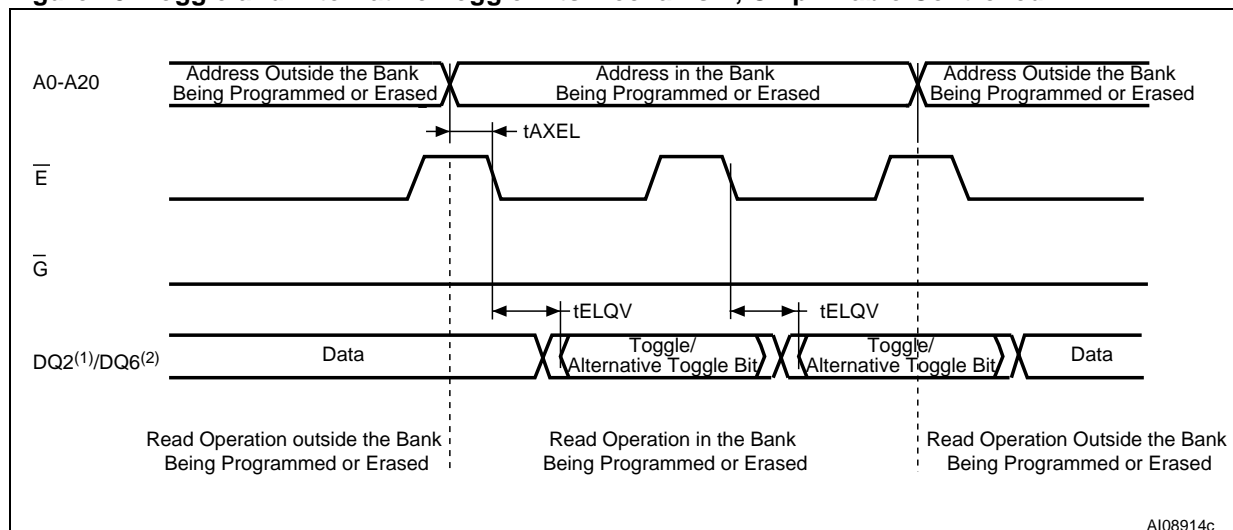 A0-A20
Address Outside the Bank
Being Programmed or Erased
Address in the Bank
Being Programmed or Erased
Address Outside the Bank
Being Programmed or Erased
tAXEL
E
G
tELQV
tELQV
DQ2(1)/DQ6(2)
Data
Toggle/
Alternative Toggle Bit
Toggle/
Alternative Toggle Bit
Data
Read Operation outside the Bank
Being Programmed or Erased
Read Operation in the Bank
Being Programmed or Erased
Read Operation Outside the Bank
Being Programmed or Erased
AI08914c